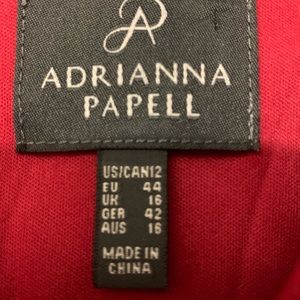 ADRIANNA
PAPELL
US/CAN12
EU 44
UK 16
GER 42
AUS 16
MADE IN
CHINA